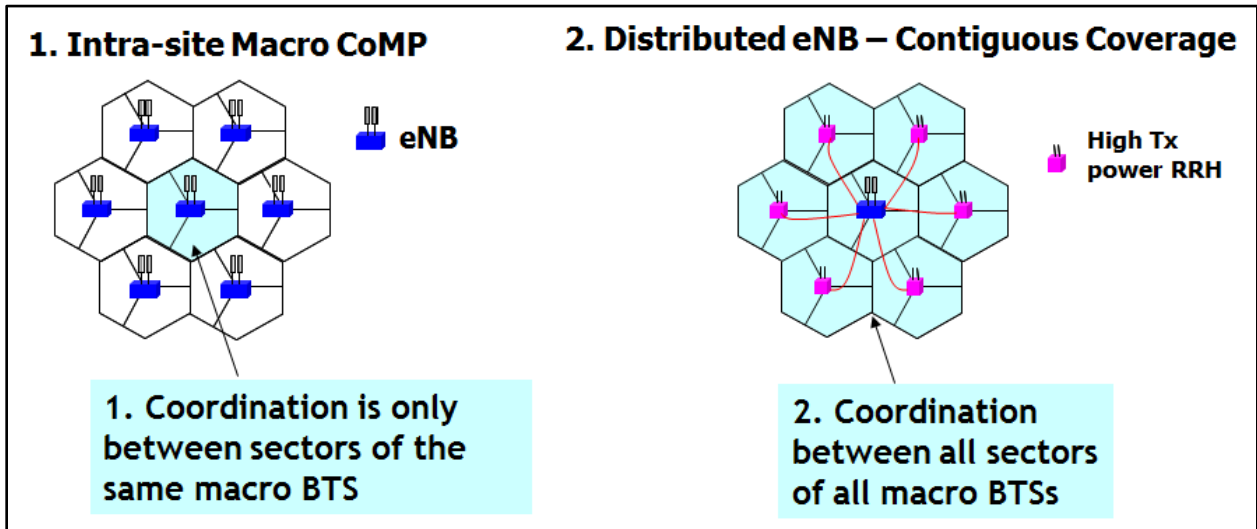 1. Intra-site Macro CoMP
eNB
1. Coordination is only
between sectors of the
same macro BTS
2. Distributed eNB – Contiguous Coverage
High Tx
power RRH
2. Coordination
between all sectors
of all macro BTSs